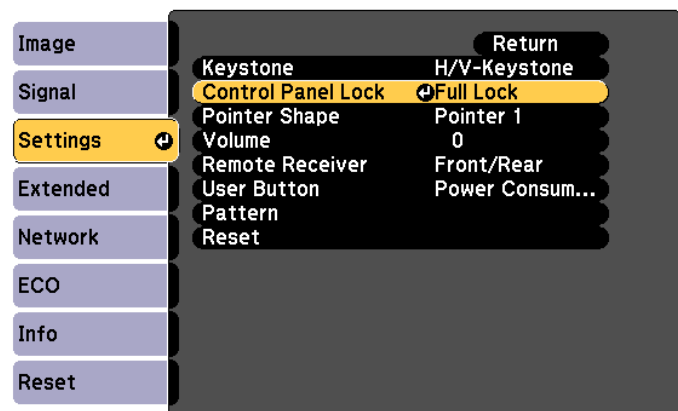 Image
Signal
Settings
Extended
Network
ECO
Info
Reset
Return
Keystone H/V-Keystone
Control Panel Lock Full Lock
Pointer Shape Pointer 1
Volume 0
Remote Receiver Front/Rear
User Button Power Consum...
Pattern
Reset